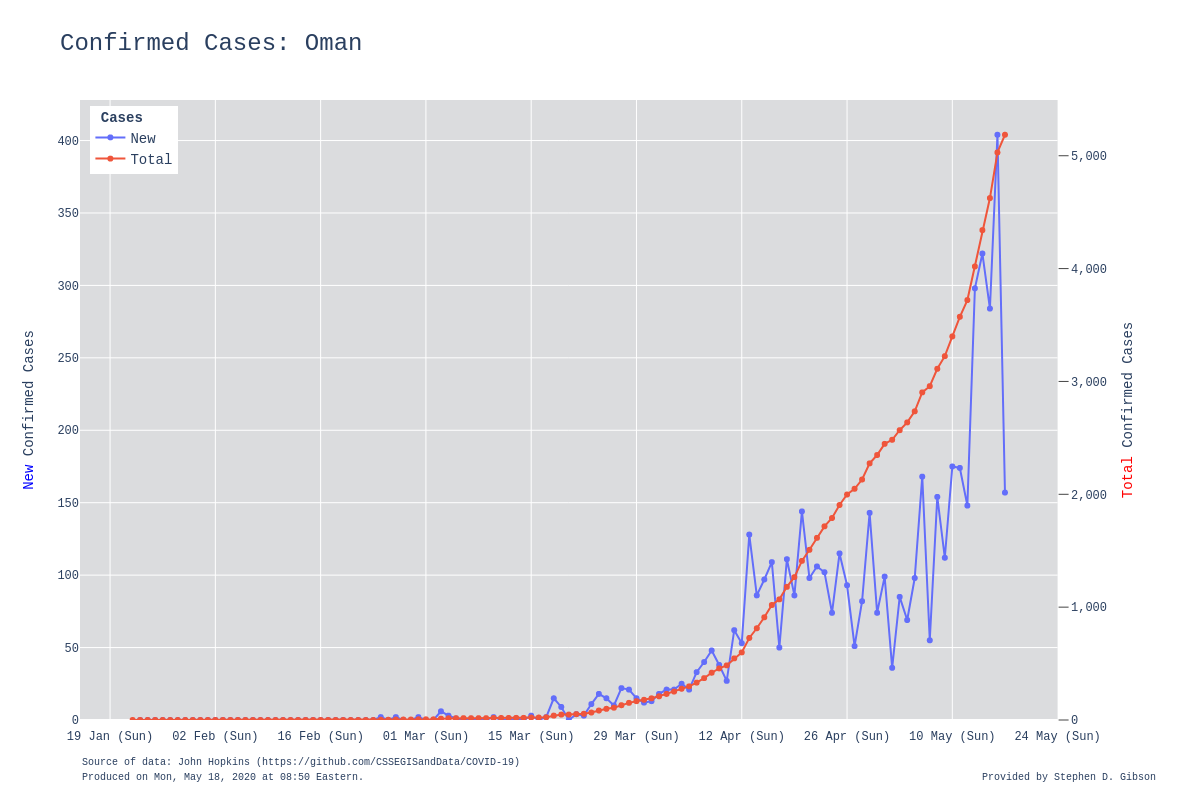 Confirmed Cases: Oman
Cases
New
Total
400
350
300
250
200
150
100
50
0
5,000
4,000
3,000
2,000
1,000
0
New Confirmed Cases
Total Confirmed Cases
19 Jan (Sun) 02 Feb (Sun) 16 Feb (Sun) 01 Mar (Sun) 15 Mar (Sun) 29 Mar (Sun) 12 Apr (Sun) 26 Apr (Sun) 10 May (Sun) 24 May (Sun)
Source of data: John Hopkins (https://github.com/CSSEGISandData/COVID-19)
Produced on Mon, May 18, 2020 at 08:50 Eastern.
Provided by Stephen D. Gibson